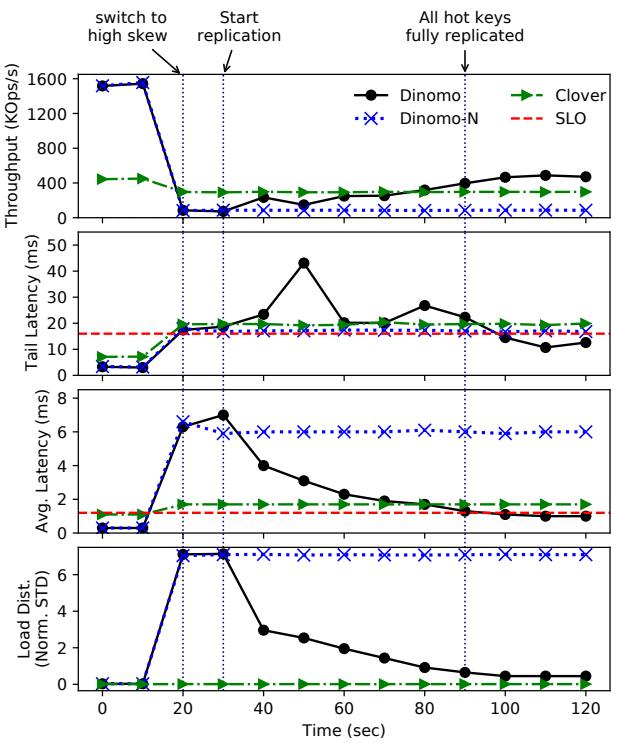 switch to
high skew
Start
replication
All hot keys
fully replicated
Throughput (KOps/s)
1600
1200
800
400
0
Dinomo
Dinomo-N
Clover
SLO
Tail Latency (ms)
50
40
30
20
10
0
Avg. Latency (ms)
8
6
4
2
0
Load Dist.
(Norm. STD)
6
4
2
0
0 20 40 60 80 100 120
Time (sec)